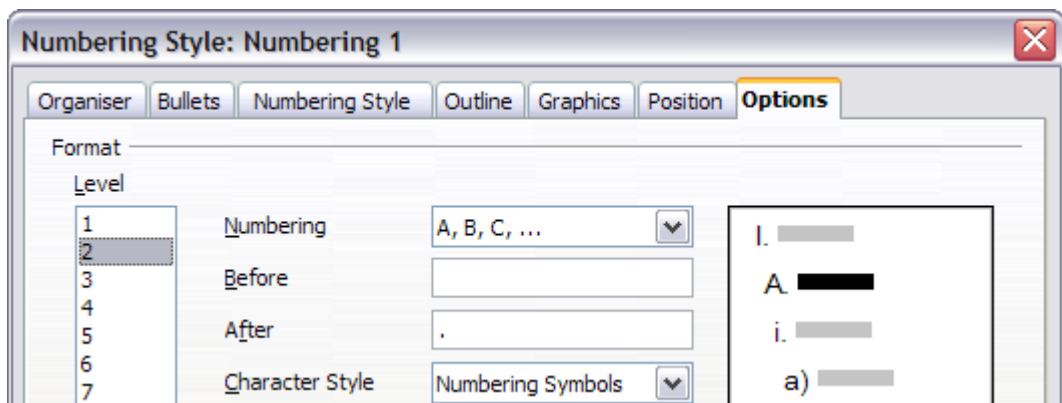 Numbering Style: Numbering 1
Organiser Bullets Numbering Style Outline Graphics Position Options
Format
Level
1
2
3
4
5
6
7
Numbering A, B, C, ...
Before
After .
Character Style Numbering Symbols
I.
A.
i.
a)